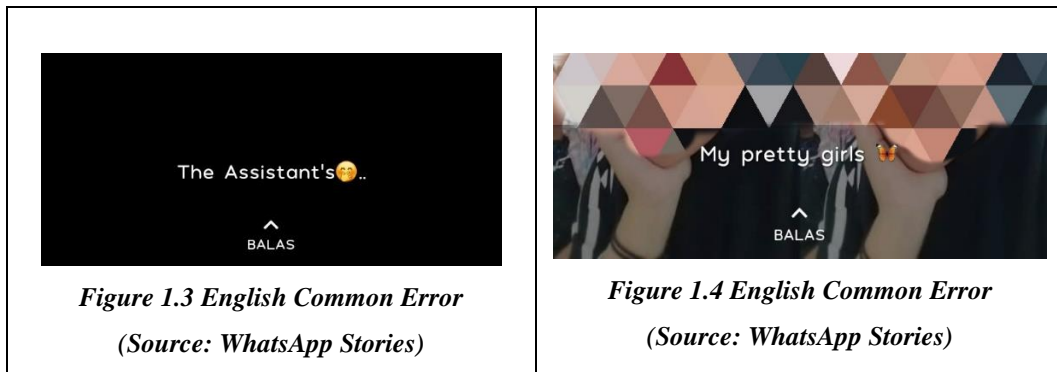 The Assistant's🤭..
BALAS
Figure 1.3 English Common Error
(Source: WhatsApp Stories)
My pretty girls 🦋
BALAS
Figure 1.4 English Common Error
(Source: WhatsApp Stories)